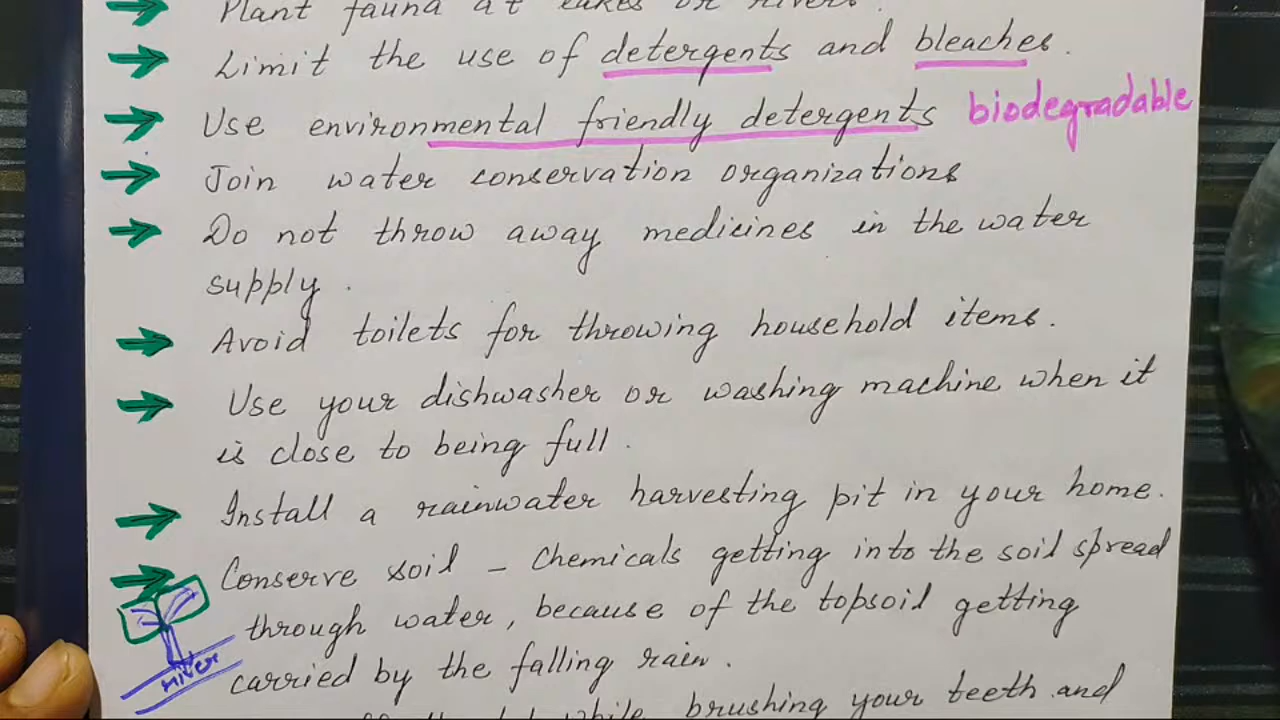 Plant fauna at lakes or rivers.
Limit the use of detergents and bleaches.
Use environmental friendly detergents biodegradable
Join water conservation organizations
Do not throw away medicines in the water
supply.
Avoid toilets for throwing household items.
Use your dishwasher or washing machine when it
is close to being full.
Install a rainwater harvesting pit in your home.
Conserve soil - Chemicals getting into the soil spread
through water, because of the topsoil getting
carried by the falling rain.
river
while brushing your teeth and